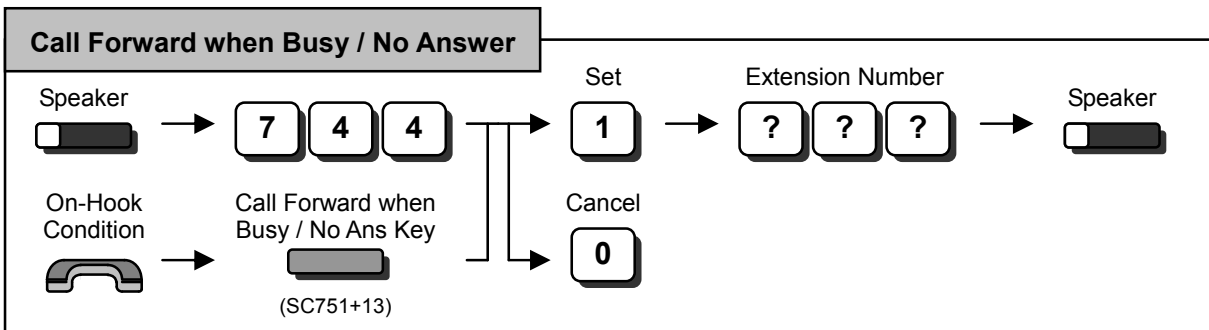 Call Forward when Busy / No Answer
Speaker
7 4 4
Set
1
Extension Number
? ? ?
Speaker
On-Hook
Condition
Call Forward when
Busy / No Ans Key
(SC751+13)
Cancel
0